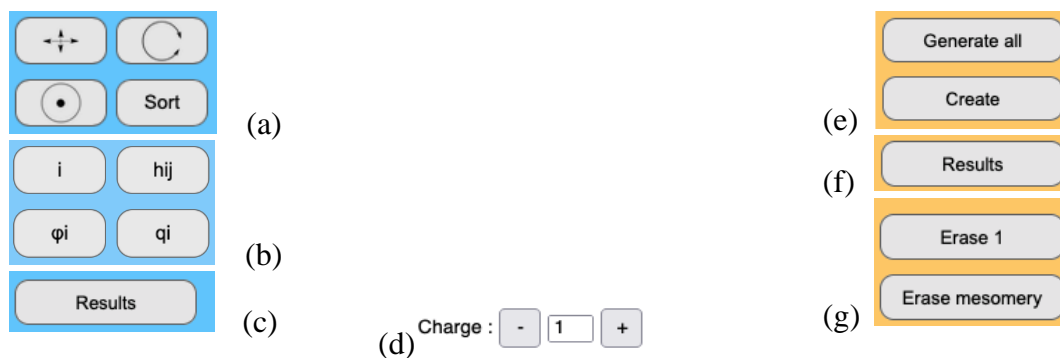 Sort
(a)
i hij
φi qi
(b)
Results
(c)
(d) Charge : - 1 +
Generate all
Create
(e)
Results
(f)
Erase 1
Erase mesomery
(g)